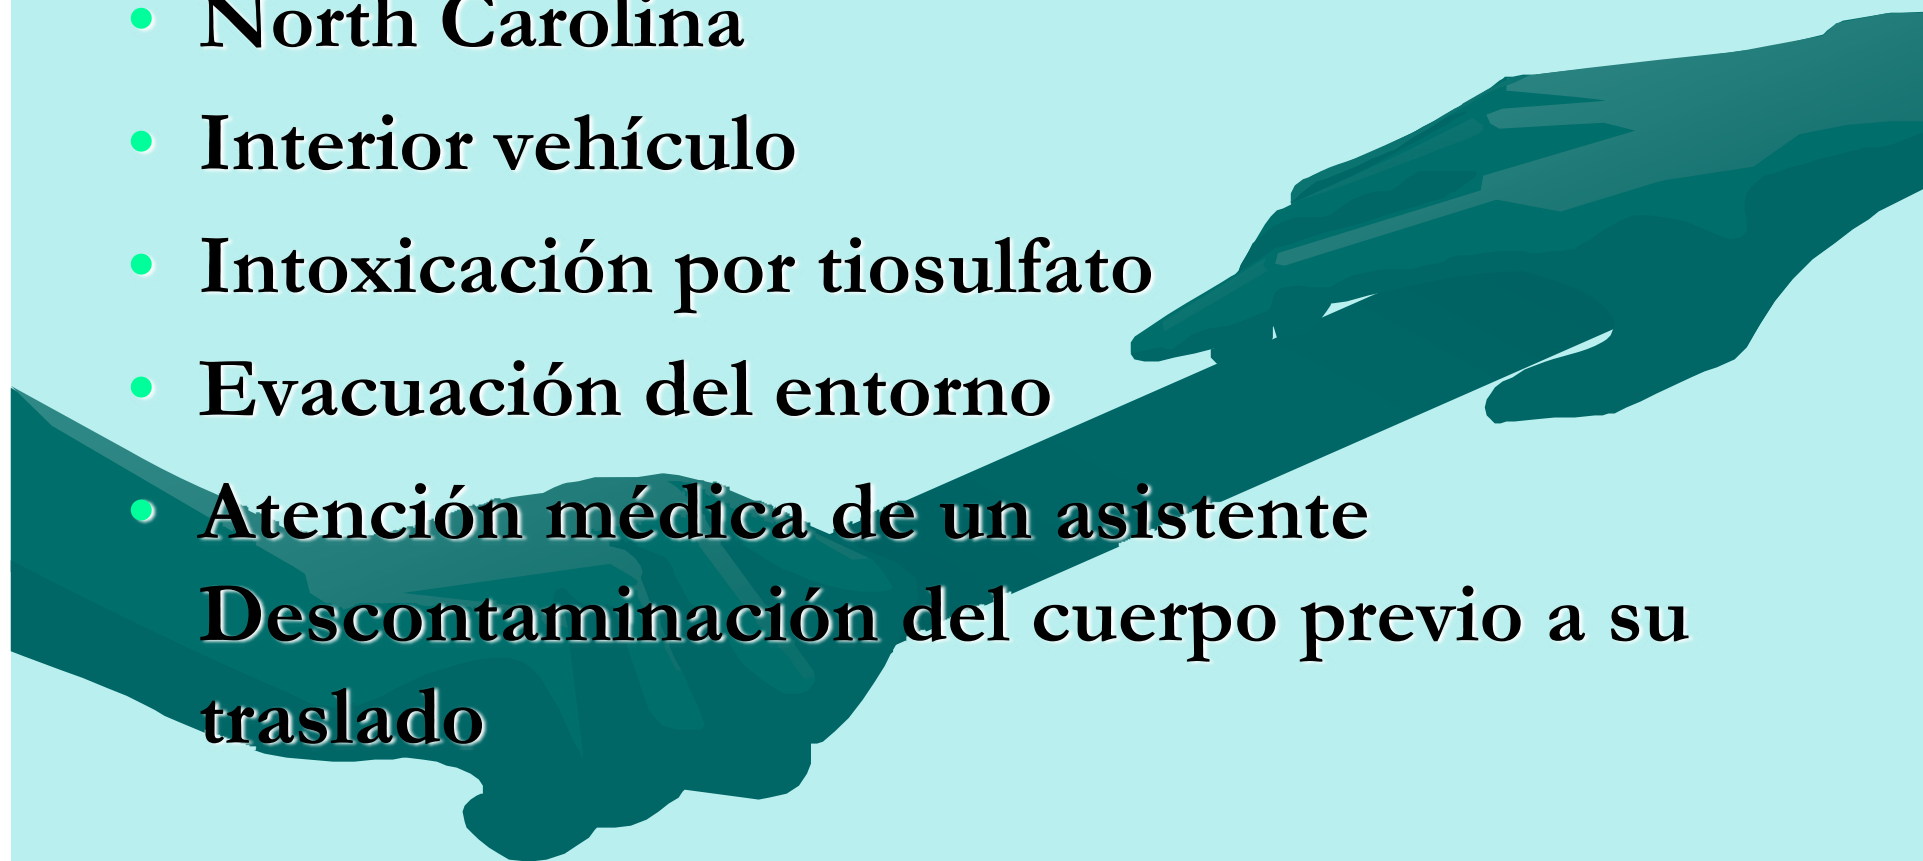 • North Carolina
• Interior vehículo
• Intoxicación por tiosulfato
• Evacuación del entorno
• Atención médica de un asistente
Descontaminación del cuerpo previo a su
traslado